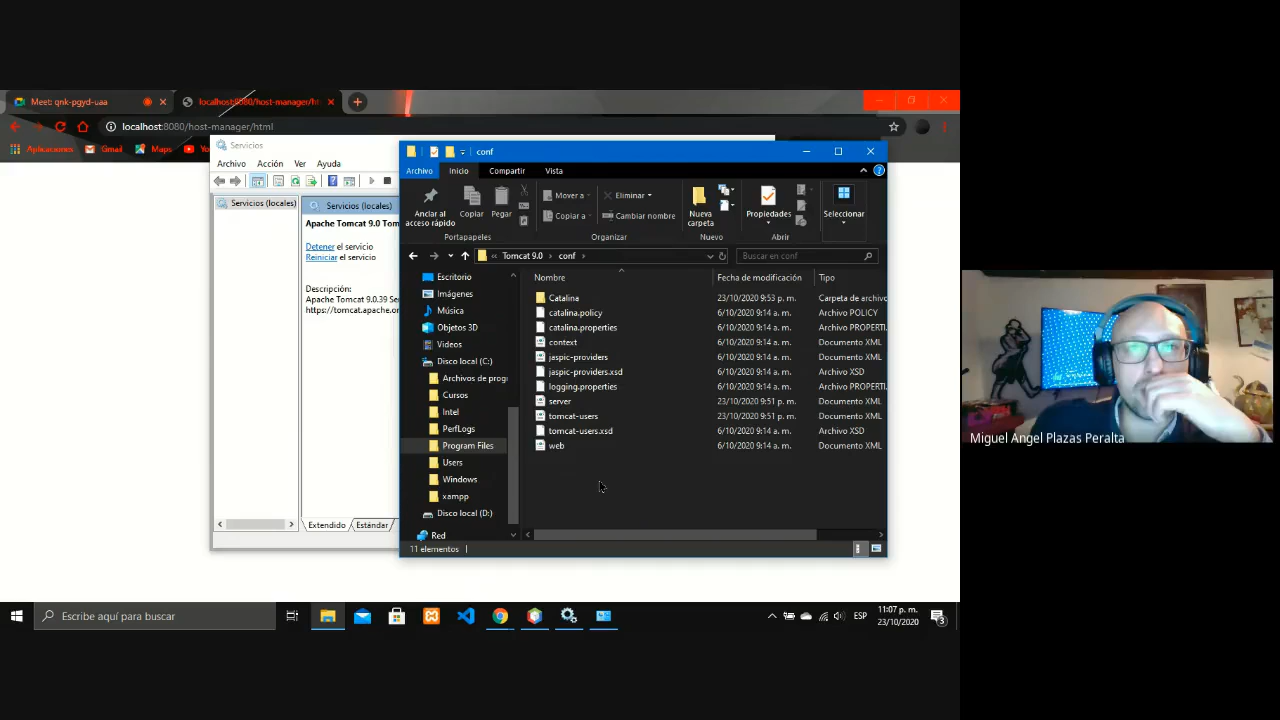 Meet: qnk-pgyd-uaa
localhost:8080/host-manager/ht
localhost:8080/host-manager/html
Aplicaciones
Gmail
Maps
Yo
Servicios
Archivo Acción Ver Ayuda
Servicios (locales)
Servicios (locales)
Apache Tomcat 9.0 Tom
Detener el servicio
Reiniciar el servicio
Descripción:
Apache Tomcat 9.0.39 Se
https://tomcat.apache.or
Extendido
Estándar
conf
Archivo Inicio Compartir Vista
Anclar al acceso rápido
Copiar
Pegar
Mover a
Copiar a
Eliminar
Cambiar nombre
Nueva carpeta
Propiedades
Seleccionar
Portapapeles
Organizar
Nuevo
Abrir
Tomcat 9.0 > conf >
Buscar en conf
Escritorio
Imágenes
Música
Objetos 3D
Videos
Disco local (C:)
Archivos de prog
Cursos
Intel
PerfLogs
Program Files
Users
Windows
xampp
Disco local (D:)
Red
Nombre Fecha de modificación Tipo
Catalina 23/10/2020 9:53 p. m. Carpeta de archivo
catalina.policy 6/10/2020 9:14 a. m. Archivo POLICY
catalina.properties 6/10/2020 9:14 a. m. Archivo PROPERTI
context 6/10/2020 9:14 a. m. Documento XML
jaspic-providers 6/10/2020 9:14 a. m. Documento XML
jaspic-providers.xsd 6/10/2020 9:14 a. m. Archivo XSD
logging.properties 6/10/2020 9:14 a. m. Archivo PROPERTI
server 23/10/2020 9:51 p. m. Documento XML
tomcat-users 23/10/2020 9:51 p. m. Documento XML
tomcat-users.xsd 6/10/2020 9:14 a. m. Archivo XSD
web 6/10/2020 9:14 a. m. Documento XML
11 elementos
Miguel Angel Plazas Peralta
Escribe aquí para buscar
ESP
11:07 p. m.
23/10/2020
3